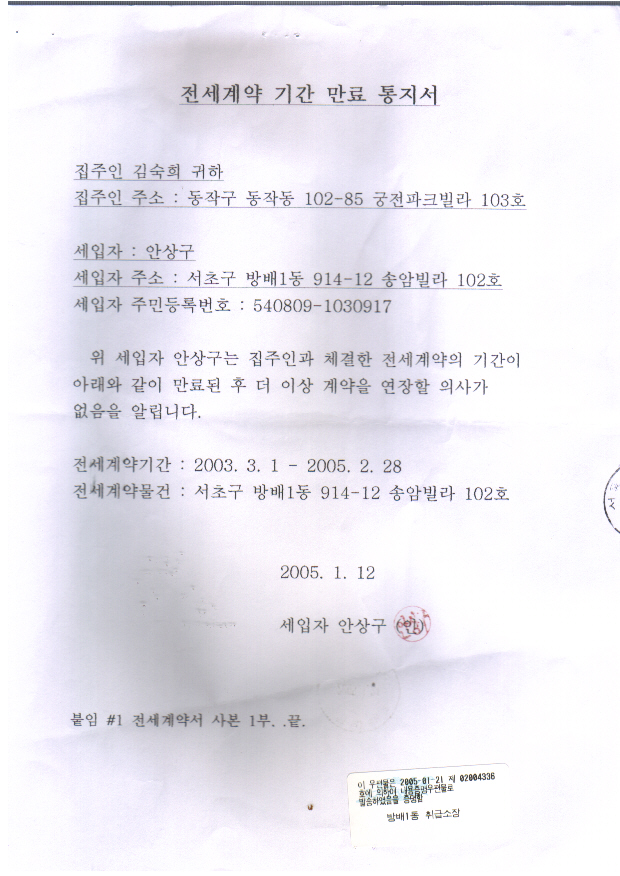 전세계약 기간 만료 통지서
집주인 김숙희 귀하
집주인 주소 : 동작구 동작동 102-85 궁전파크빌라 103호
세입자 : 안상구
세입자 주소 : 서초구 방배1동 914-12 송암빌라 102호
세입자 주민등록번호 : 540809-1030917
위 세입자 안상구는 집주인과 체결한 전세계약의 기간이
아래와 같이 만료된 후 더 이상 계약을 연장할 의사가
없음을 알립니다.
전세계약기간 : 2003. 3. 1 - 2005. 2. 28
전세계약물건 : 서초구 방배1동 914-12 송암빌라 102호
서
2005. 1. 12
세입자 안상구 (인)
붙임 #1 전세계약서 사본 1부. .끝.
이 우편물은 2005-01-21 제 02004336
호에 의하여 내용증명우편물로
발송하였음을 증명함
방배1동 취급소장